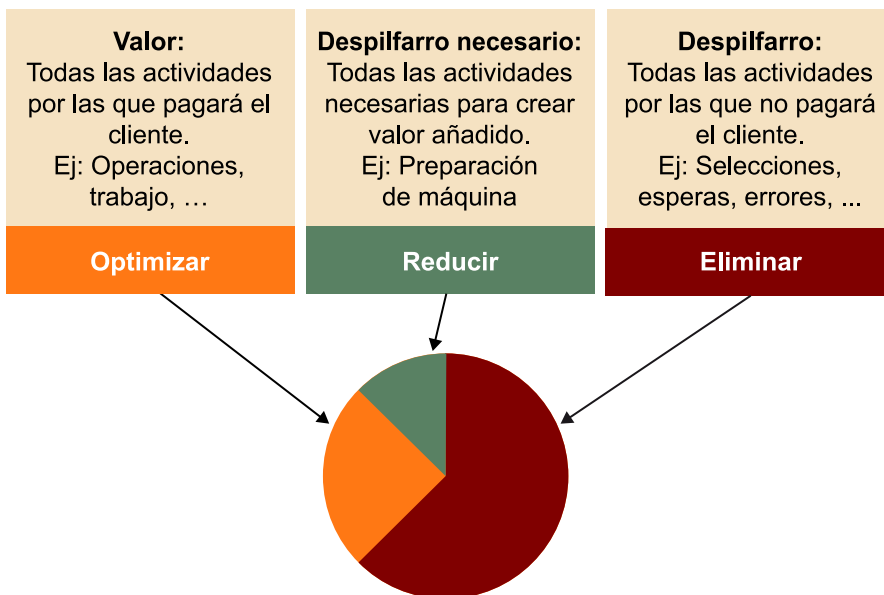 Valor:
Todas las actividades
por las que pagará el
cliente.
Ej: Operaciones,
trabajo, …
Optimizar
Despilfarro necesario:
Todas las actividades
necesarias para crear
valor añadido.
Ej: Preparación
de máquina
Reducir
Despilfarro:
Todas las actividades
por las que no pagará
el cliente.
Ej: Selecciones,
esperas, errores, ...
Eliminar